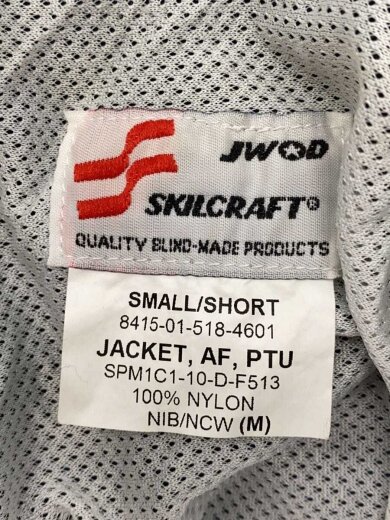 JWOD
SKILCRAFT®
QUALITY BLIND-MADE PRODUCTS
SMALL/SHORT
8415-01-518-4601
JACKET, AF, PTU
SPM1C1-10-D-F513
100% NYLON
NIB/NCW (M)